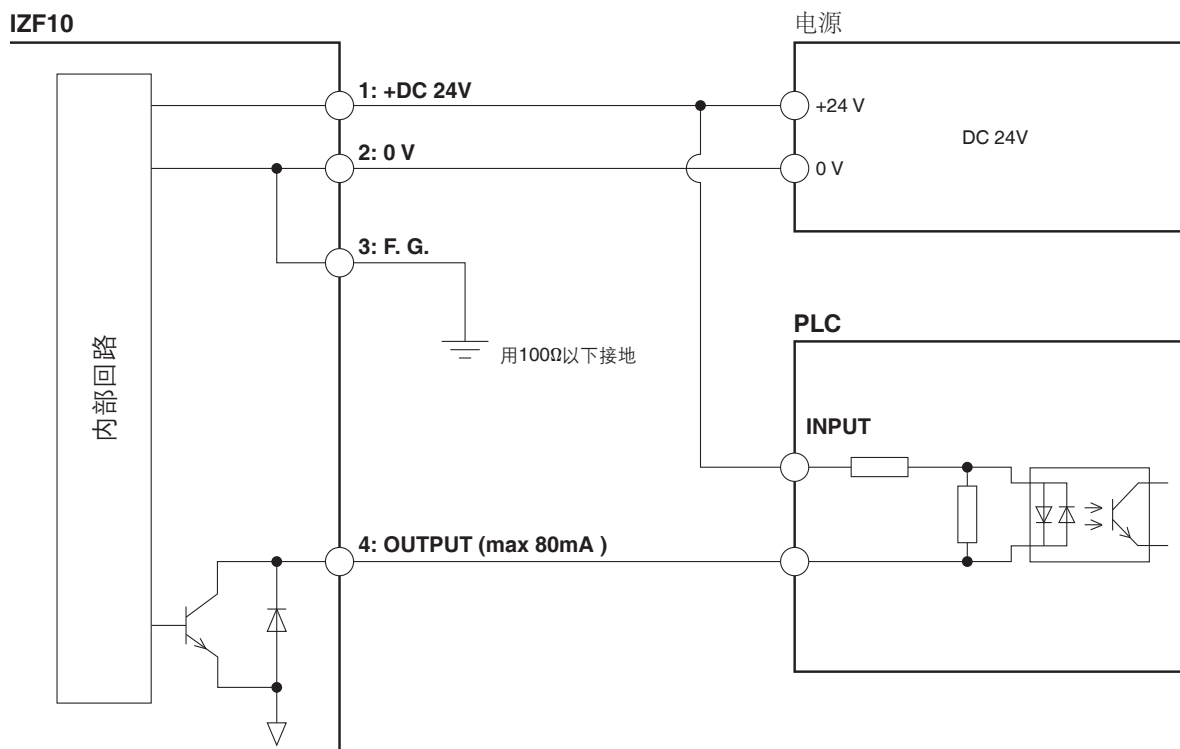 IZF10
电源
1: +DC 24V
+24 V
DC 24V
2: 0 V
0 V
3: F. G.
用100Ω以下接地
PLC
内部回路
INPUT
4: OUTPUT (max 80mA )